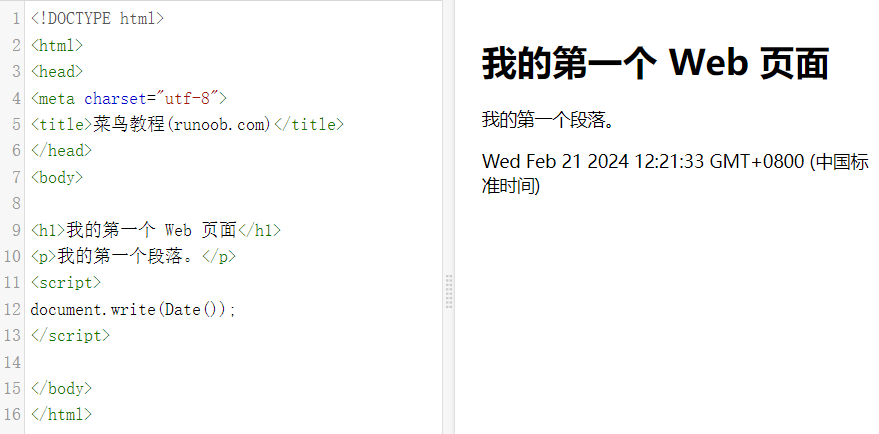 1 <!DOCTYPE html>
2 <html>
3 <head>
4 <meta charset="utf-8">
5 <title>菜鸟教程(runoob.com)</title>
6 </head>
7 <body>
8
9 <h1>我的第一个 Web 页面</h1>
10 <p>我的第一个段落。</p>
11 <script>
12 document.write(Date());
13 </script>
14
15 </body>
16 </html>
我的第一个 Web 页面
我的第一个段落。
Wed Feb 21 2024 12:21:33 GMT+0800 (中国标
准时间)